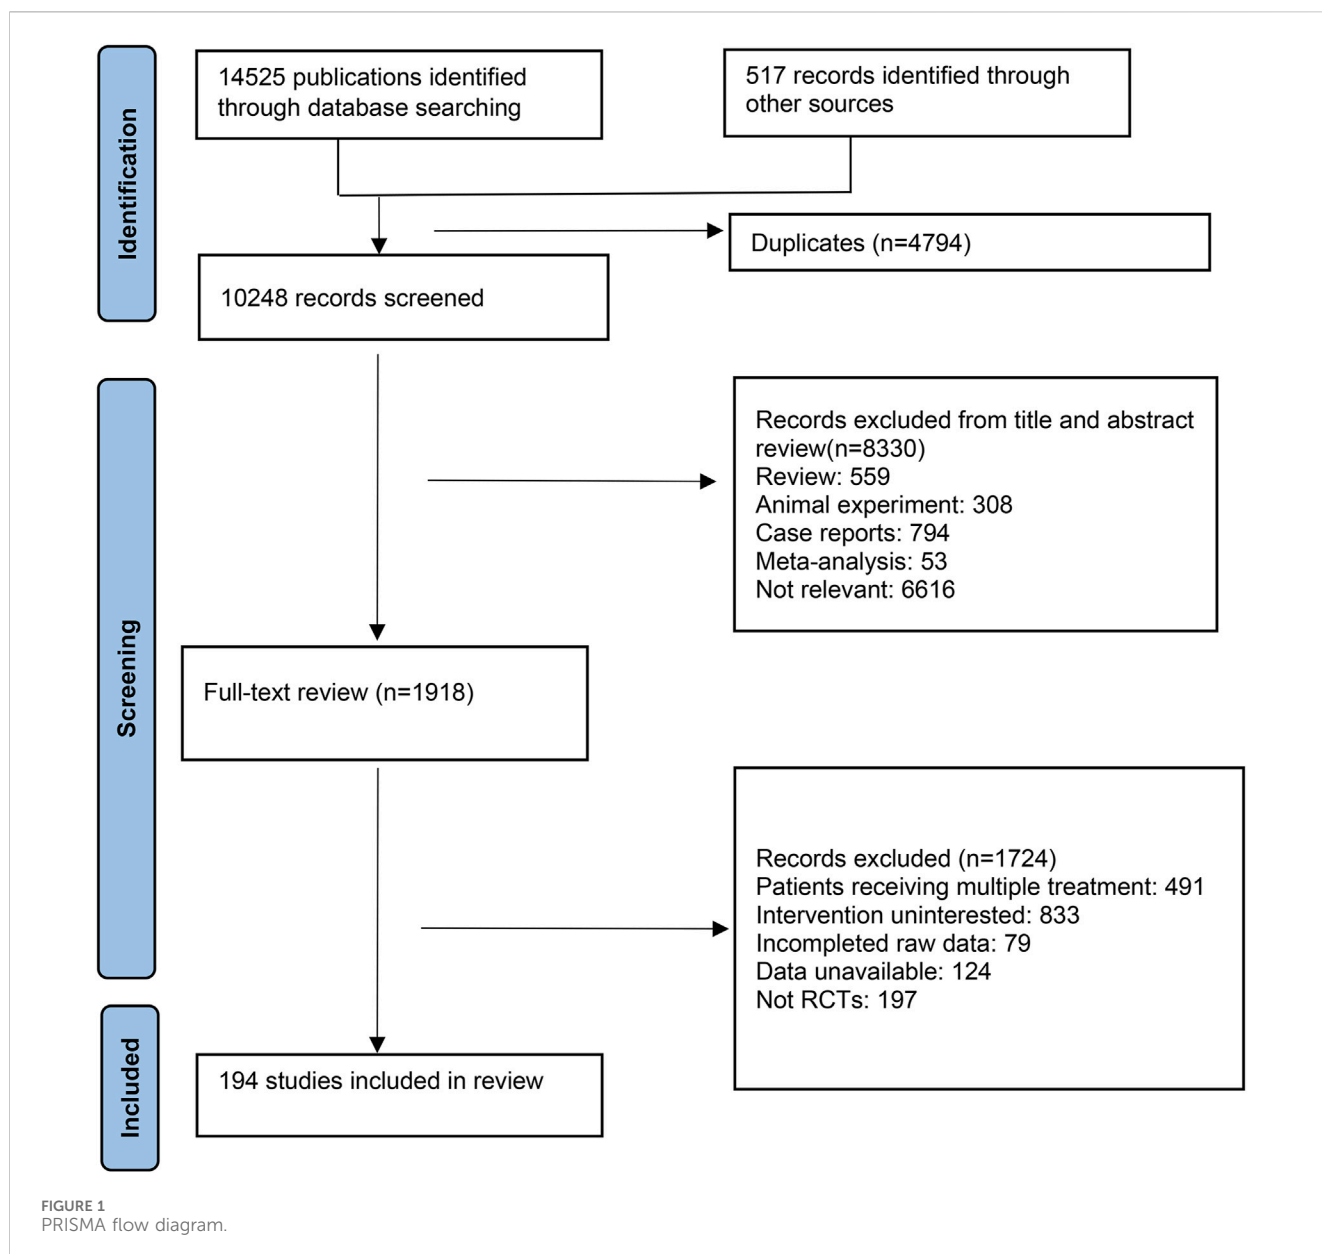 Identification
14525 publications identified
through database searching
517 records identified through
other sources
Duplicates (n=4794)
10248 records screened
Screening
Records excluded from title and abstract
review(n=8330)
Review: 559
Animal experiment: 308
Case reports: 794
Meta-analysis: 53
Not relevant: 6616
Full-text review (n=1918)
Records excluded (n=1724)
Patients receiving multiple treatment: 491
Intervention uninterested: 833
Incompleted raw data: 79
Data unavailable: 124
Not RCTs: 197
Included
194 studies included in review
FIGURE 1
PRISMA flow diagram.